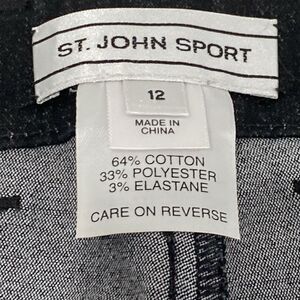 ST. JOHN SPORT
12
MADE IN
CHINA
64% COTTON
33% POLYESTER
3% ELASTANE
CARE ON REVERSE